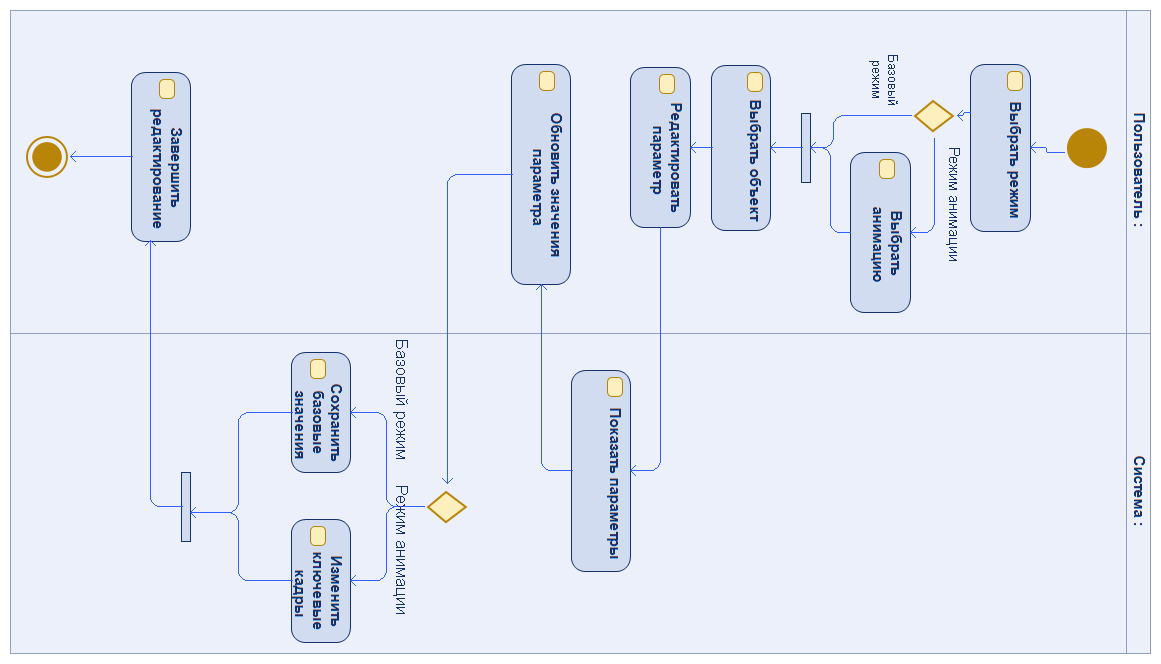 Пользователь :
Система :
Выбрать режим
Режим анимации
Базовый
режим
Выбрать
анимацию
Выбрать объект
Редактировать
параметр
Показать параметры
Обновить значения
параметра
Базовый режим
Режим анимации
Сохранить
базовые
значения
Изменить
ключевые
кадры
Завершить
редактирование